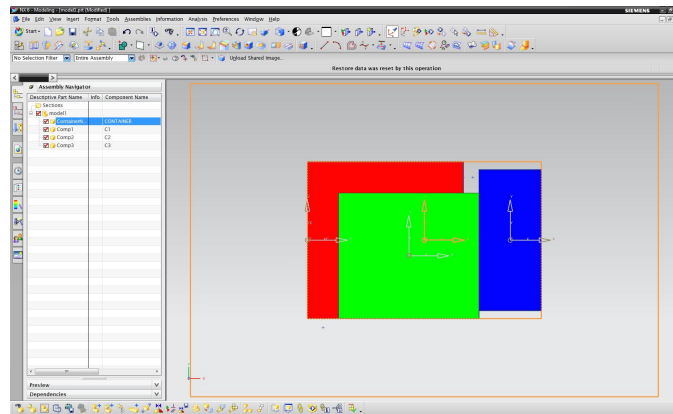 NX 6 - Modeling - [model1.prt (Modified) ]
SIEMENS
File Edit View Insert Format Tools Assemblies Information Analysis Preferences Window Help
Start
No Selection Filter Entire Assembly Upload Shared Image..
Restore data was reset by this operation
Assembly Navigator
Descriptive Part Name Info Component Name
Sections
model1
CONTAINER
Comp1 C1
Comp2 C2
Comp3 C3
Preview
Dependencies